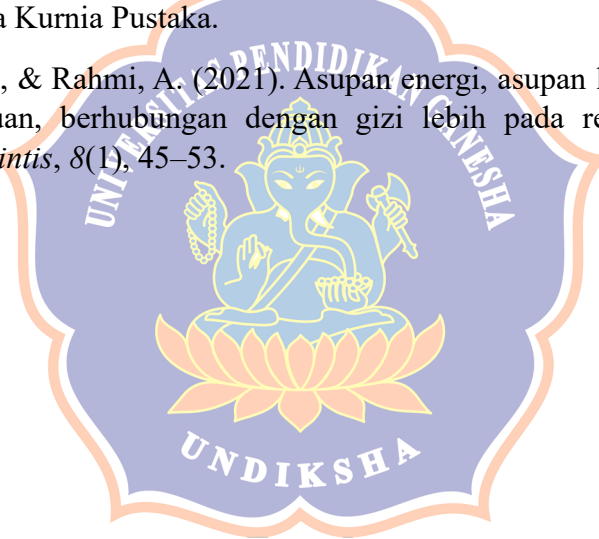 a Kurnia Pustaka.
, & Rahmi, A. (2021). Asupan energi, asupan
uan, berhubungan dengan gizi lebih pada re
intis, 8(1), 45–53.
UNIVERSITAS PENDIDIKAN GANESHA
UNDIKSHA